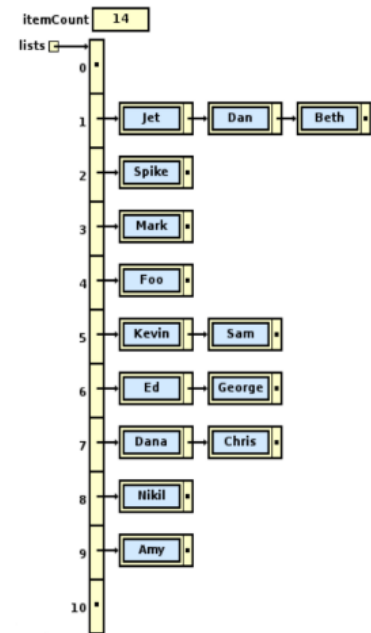 itemCount 14
lists
0
1 Jet Dan Beth
2 Spike
3 Mark
4 Foo
5 Kevin Sam
6 Ed George
7 Dana Chris
8 Nikil
9 Amy
10